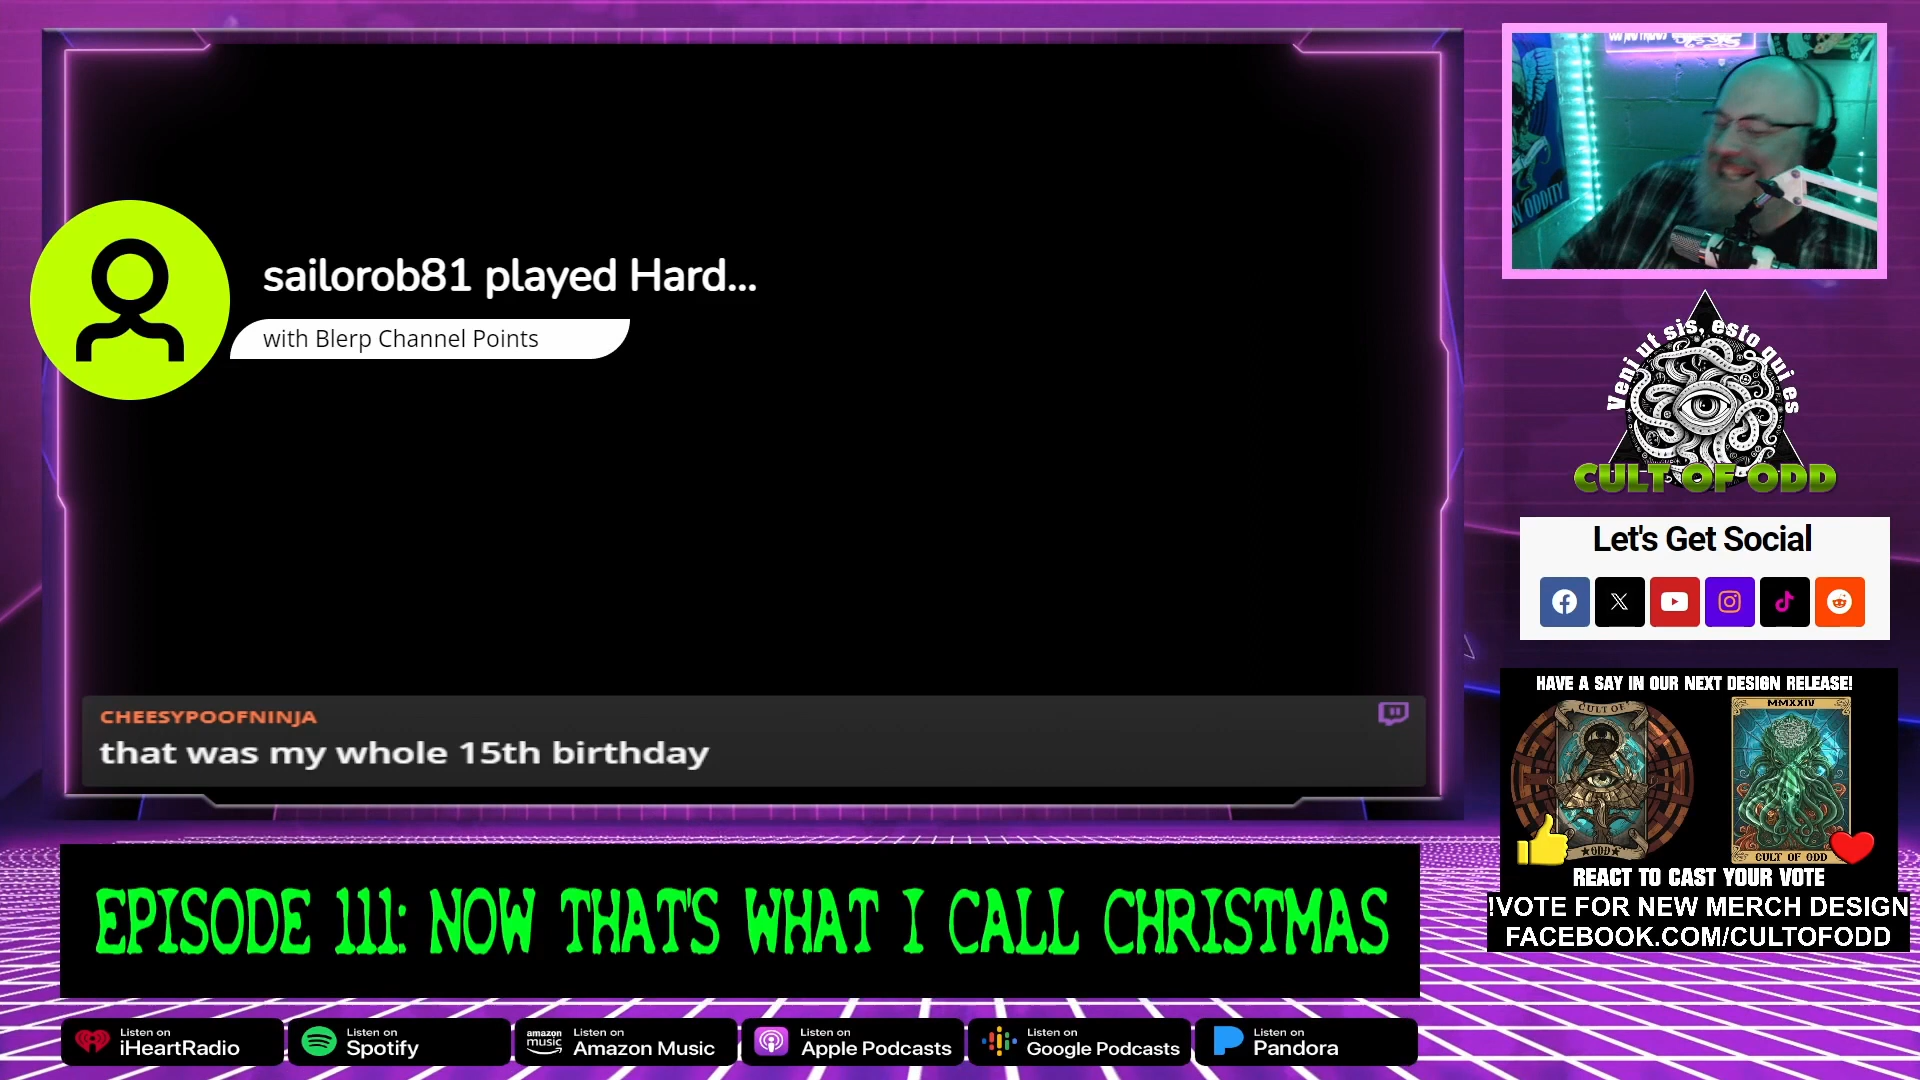 sailorob81 played Hard...
with Blerp Channel Points
CHEESYPOOFNINJA
that was my whole 15th birthday
EPISODE 111: NOW THAT'S WHAT I CALL CHRISTMAS
Listen on
iHeartRadio
Listen on
Spotify
amazon
music
Listen on
Amazon Music
Listen on
Apple Podcasts
Listen on
Google Podcasts
Listen on
Pandora
N ODDITY
Veni ut sis, esto qui es
CULT OF ODD
Let's Get Social
HAVE A SAY IN OUR NEXT DESIGN RELEASE!
CULT OF
ODD
MMXXIV
CULT OF ODD
REACT TO CAST YOUR VOTE
!VOTE FOR NEW MERCH DESIGN
FACEBOOK.COM/CULTOFODD